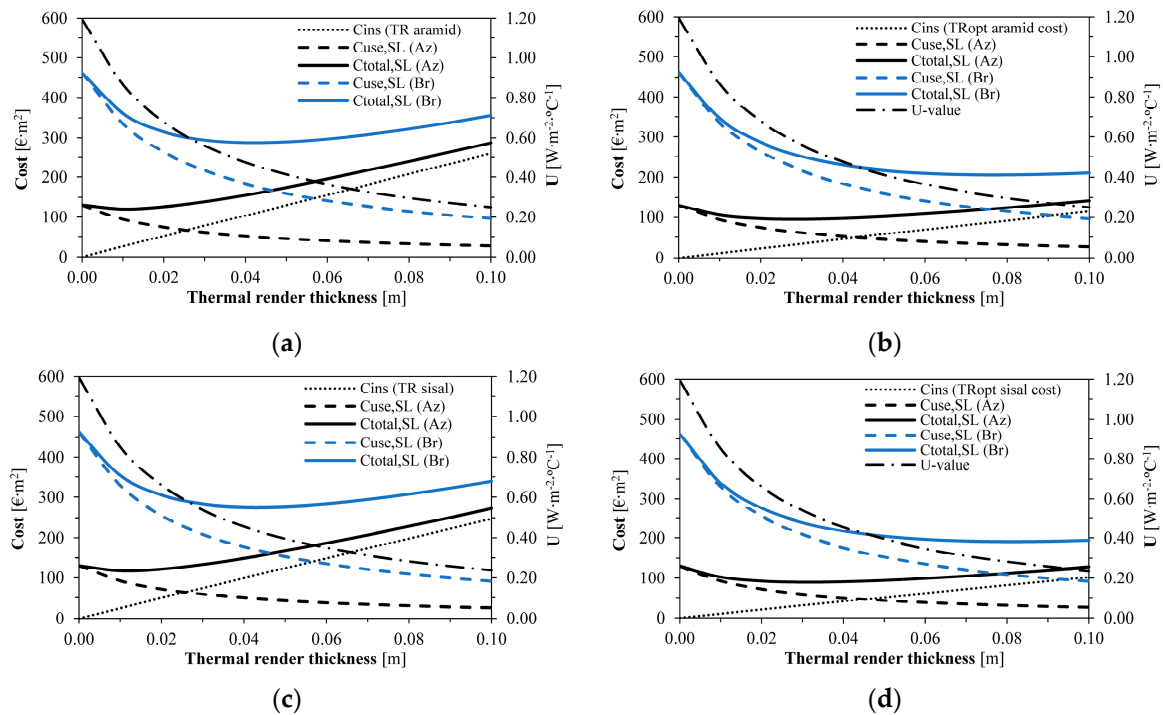 600
500
400
300
200
100
0
Cost [€·m²]
1.20
1.00
0.80
0.60
0.40
0.20
0.00
U [W·m⁻²·ºC⁻¹]
Cins (TR aramid)
Cuse,SL (Az)
Ctotal,SL (Az)
Cuse,SL (Br)
Ctotal,SL (Br)
0.00 0.02 0.04 0.06 0.08 0.10
Thermal render thickness [m]
(a)
600
500
400
300
200
100
0
Cost [€·m²]
1.20
1.00
0.80
0.60
0.40
0.20
0.00
U [W·m⁻²·ºC⁻¹]
Cins (TRopt aramid cost)
Cuse,SL (Az)
Ctotal,SL (Az)
Cuse,SL (Br)
Ctotal,SL (Br)
U-value
0.00 0.02 0.04 0.06 0.08 0.10
Thermal render thickness [m]
(b)
600
500
400
300
200
100
0
Cost [€·m²]
1.20
1.00
0.80
0.60
0.40
0.20
0.00
U [W·m⁻²·ºC⁻¹]
Cins (TR sisal)
Cuse,SL (Az)
Ctotal,SL (Az)
Cuse,SL (Br)
Ctotal,SL (Br)
0.00 0.02 0.04 0.06 0.08 0.10
Thermal render thickness [m]
(c)
600
500
400
300
200
100
0
Cost [€·m²]
1.20
1.00
0.80
0.60
0.40
0.20
0.00
U [W·m⁻²·ºC⁻¹]
Cins (TRopt sisal cost)
Cuse,SL (Az)
Ctotal,SL (Az)
Cuse,SL (Br)
Ctotal,SL (Br)
U-value
0.00 0.02 0.04 0.06 0.08 0.10
Thermal render thickness [m]
(d)